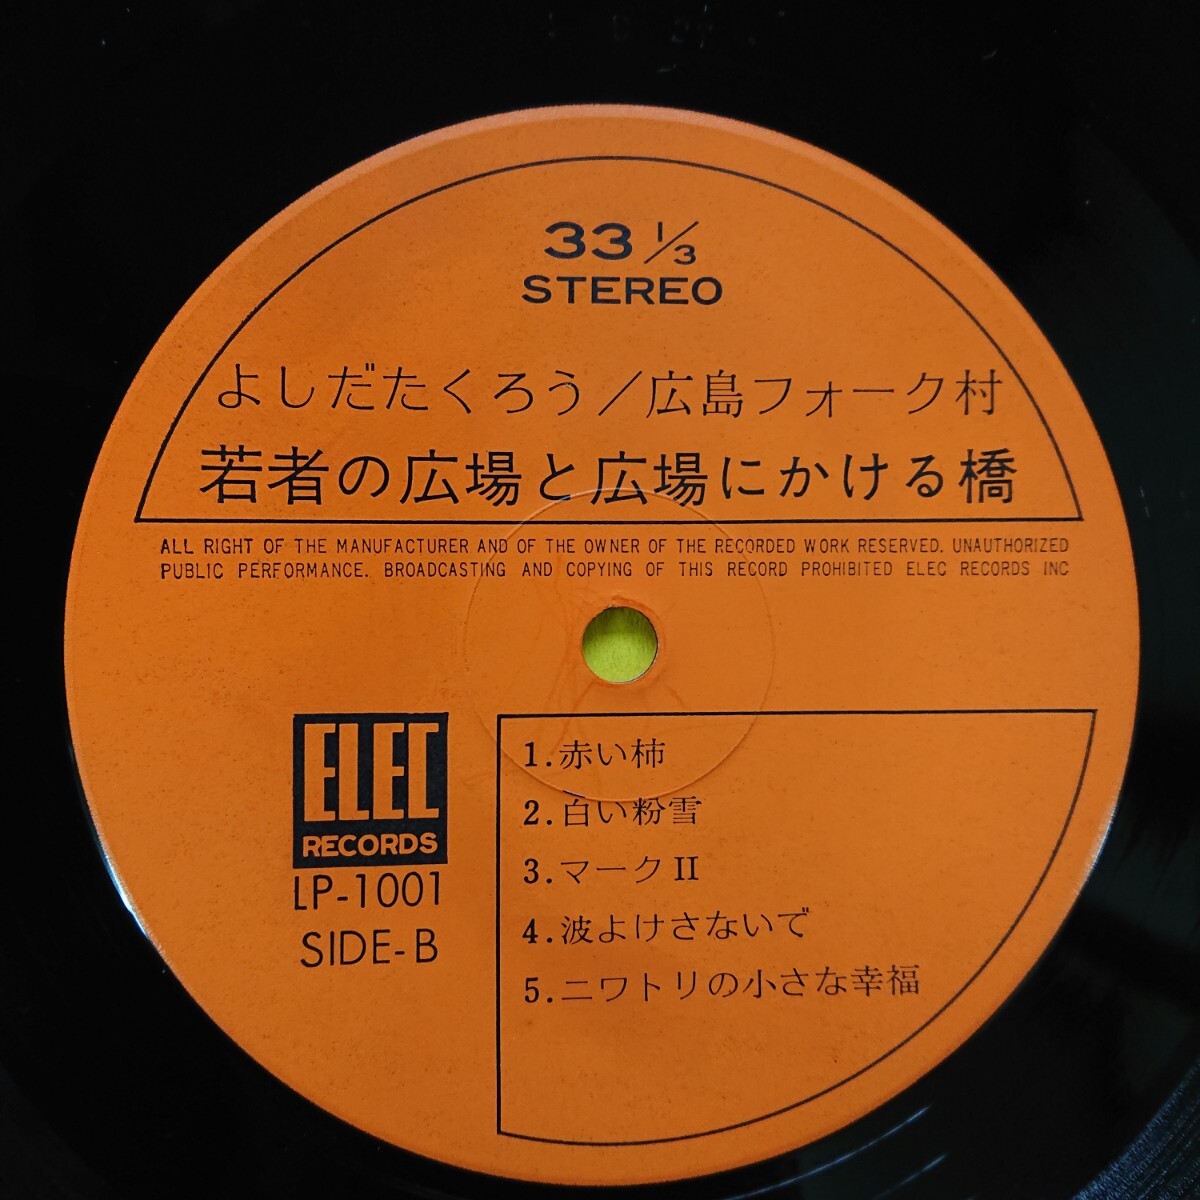 33 1/3
STEREO
よしだたくろう/広島フォーク村
若者の広場と広場にかける橋
ALL RIGHT OF THE MANUFACTURER AND OF THE OWNER OF THE RECORDED WORK RESERVED. UNAUTHORIZED
PUBLIC PERFORMANCE. BROADCASTING AND COPYING OF THIS RECORD PROHIBITED ELEC RECORDS INC
ELEC
RECORDS
LP-1001
SIDE-B
1.赤い柿
2.白い粉雪
3.マークII
4.波よけさないで
5.ニワトリの小さな幸福